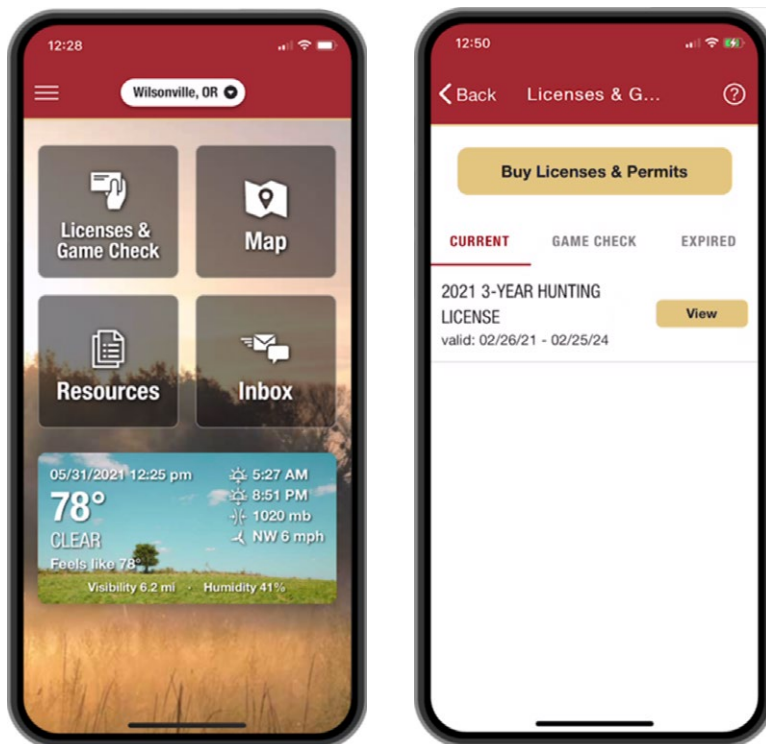 12:28
Wilsonville, OR
Licenses &
Game Check
Map
Resources
Inbox
05/31/2021 12:25 pm
5:27 AM
78°
8:51 PM
1020 mb
CLEAR
NW 6 mph
Feels like 78°
Visibility 6.2 mi · Humidity 41%
12:50
Back
Licenses & G...
?
Buy Licenses & Permits
CURRENT
GAME CHECK
EXPIRED
2021 3-YEAR HUNTING
LICENSE
View
valid: 02/26/21 - 02/25/24